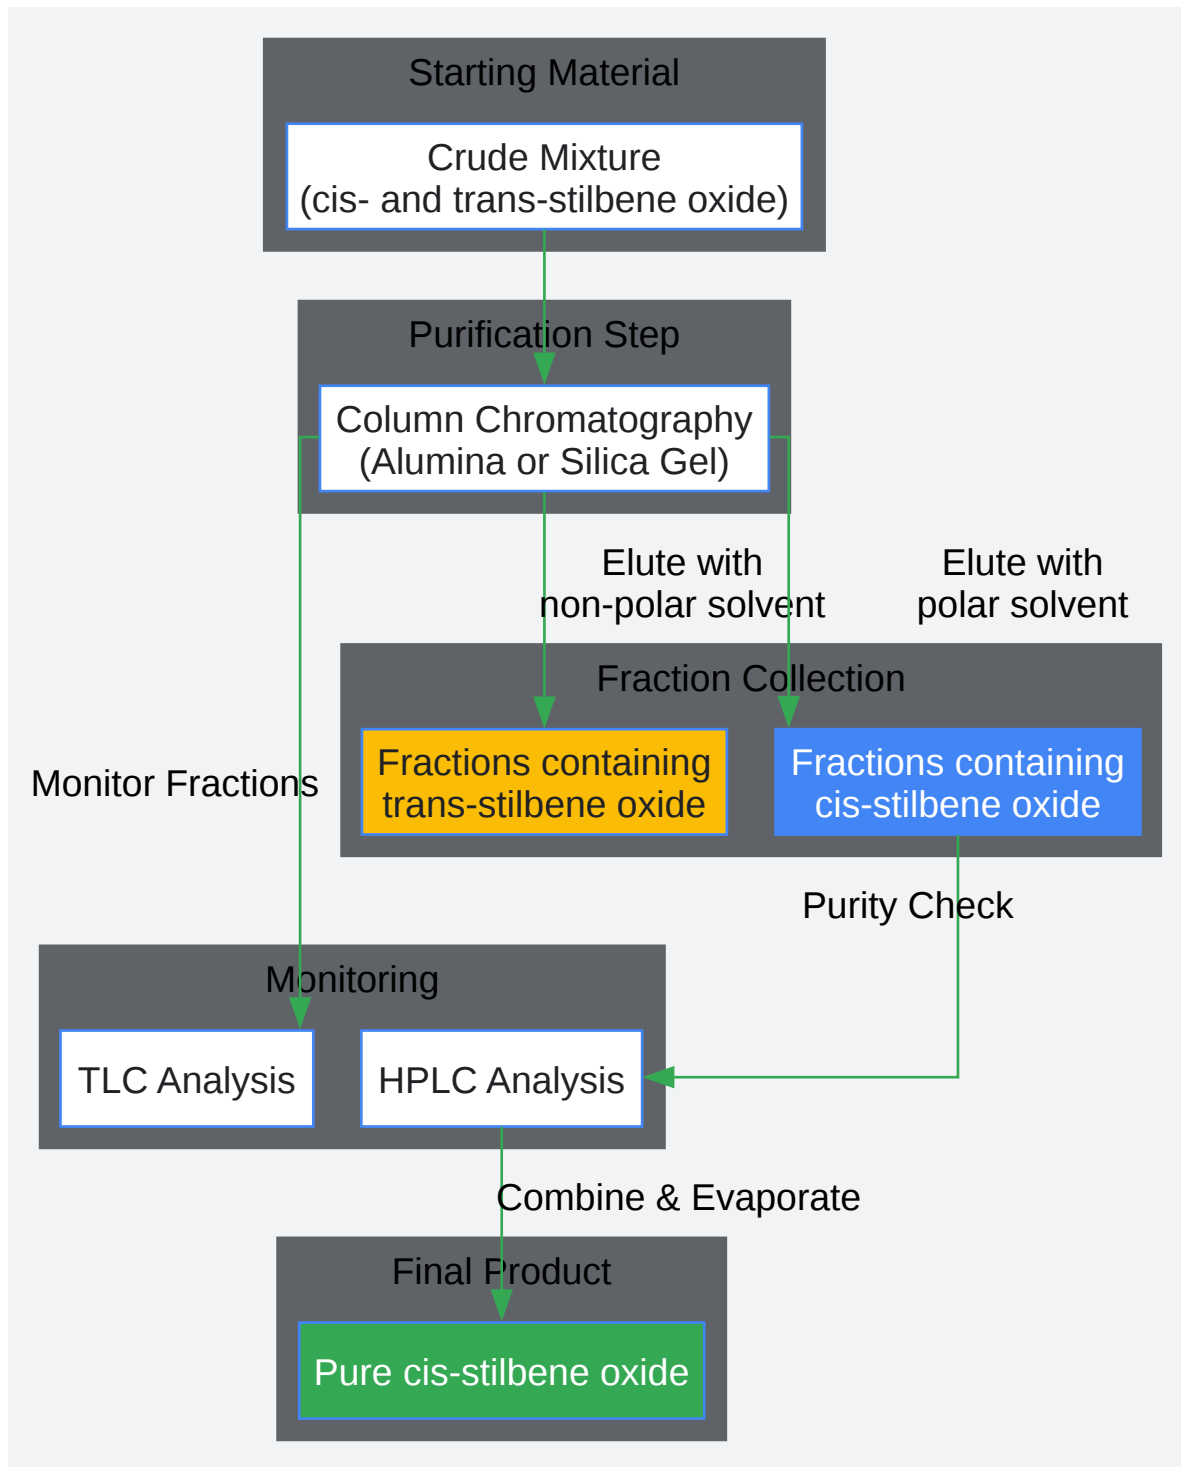 Starting Material
Crude Mixture
(cis- and trans-stilbene oxide)
Purification Step
Column Chromatography
(Alumina or Silica Gel)
Elute with
non-polar solvent
Elute with
polar solvent
Fraction Collection
Fractions containing
trans-stilbene oxide
Fractions containing
cis-stilbene oxide
Monitor Fractions
Purity Check
Monitoring
TLC Analysis
HPLC Analysis
Combine & Evaporate
Final Product
Pure cis-stilbene oxide